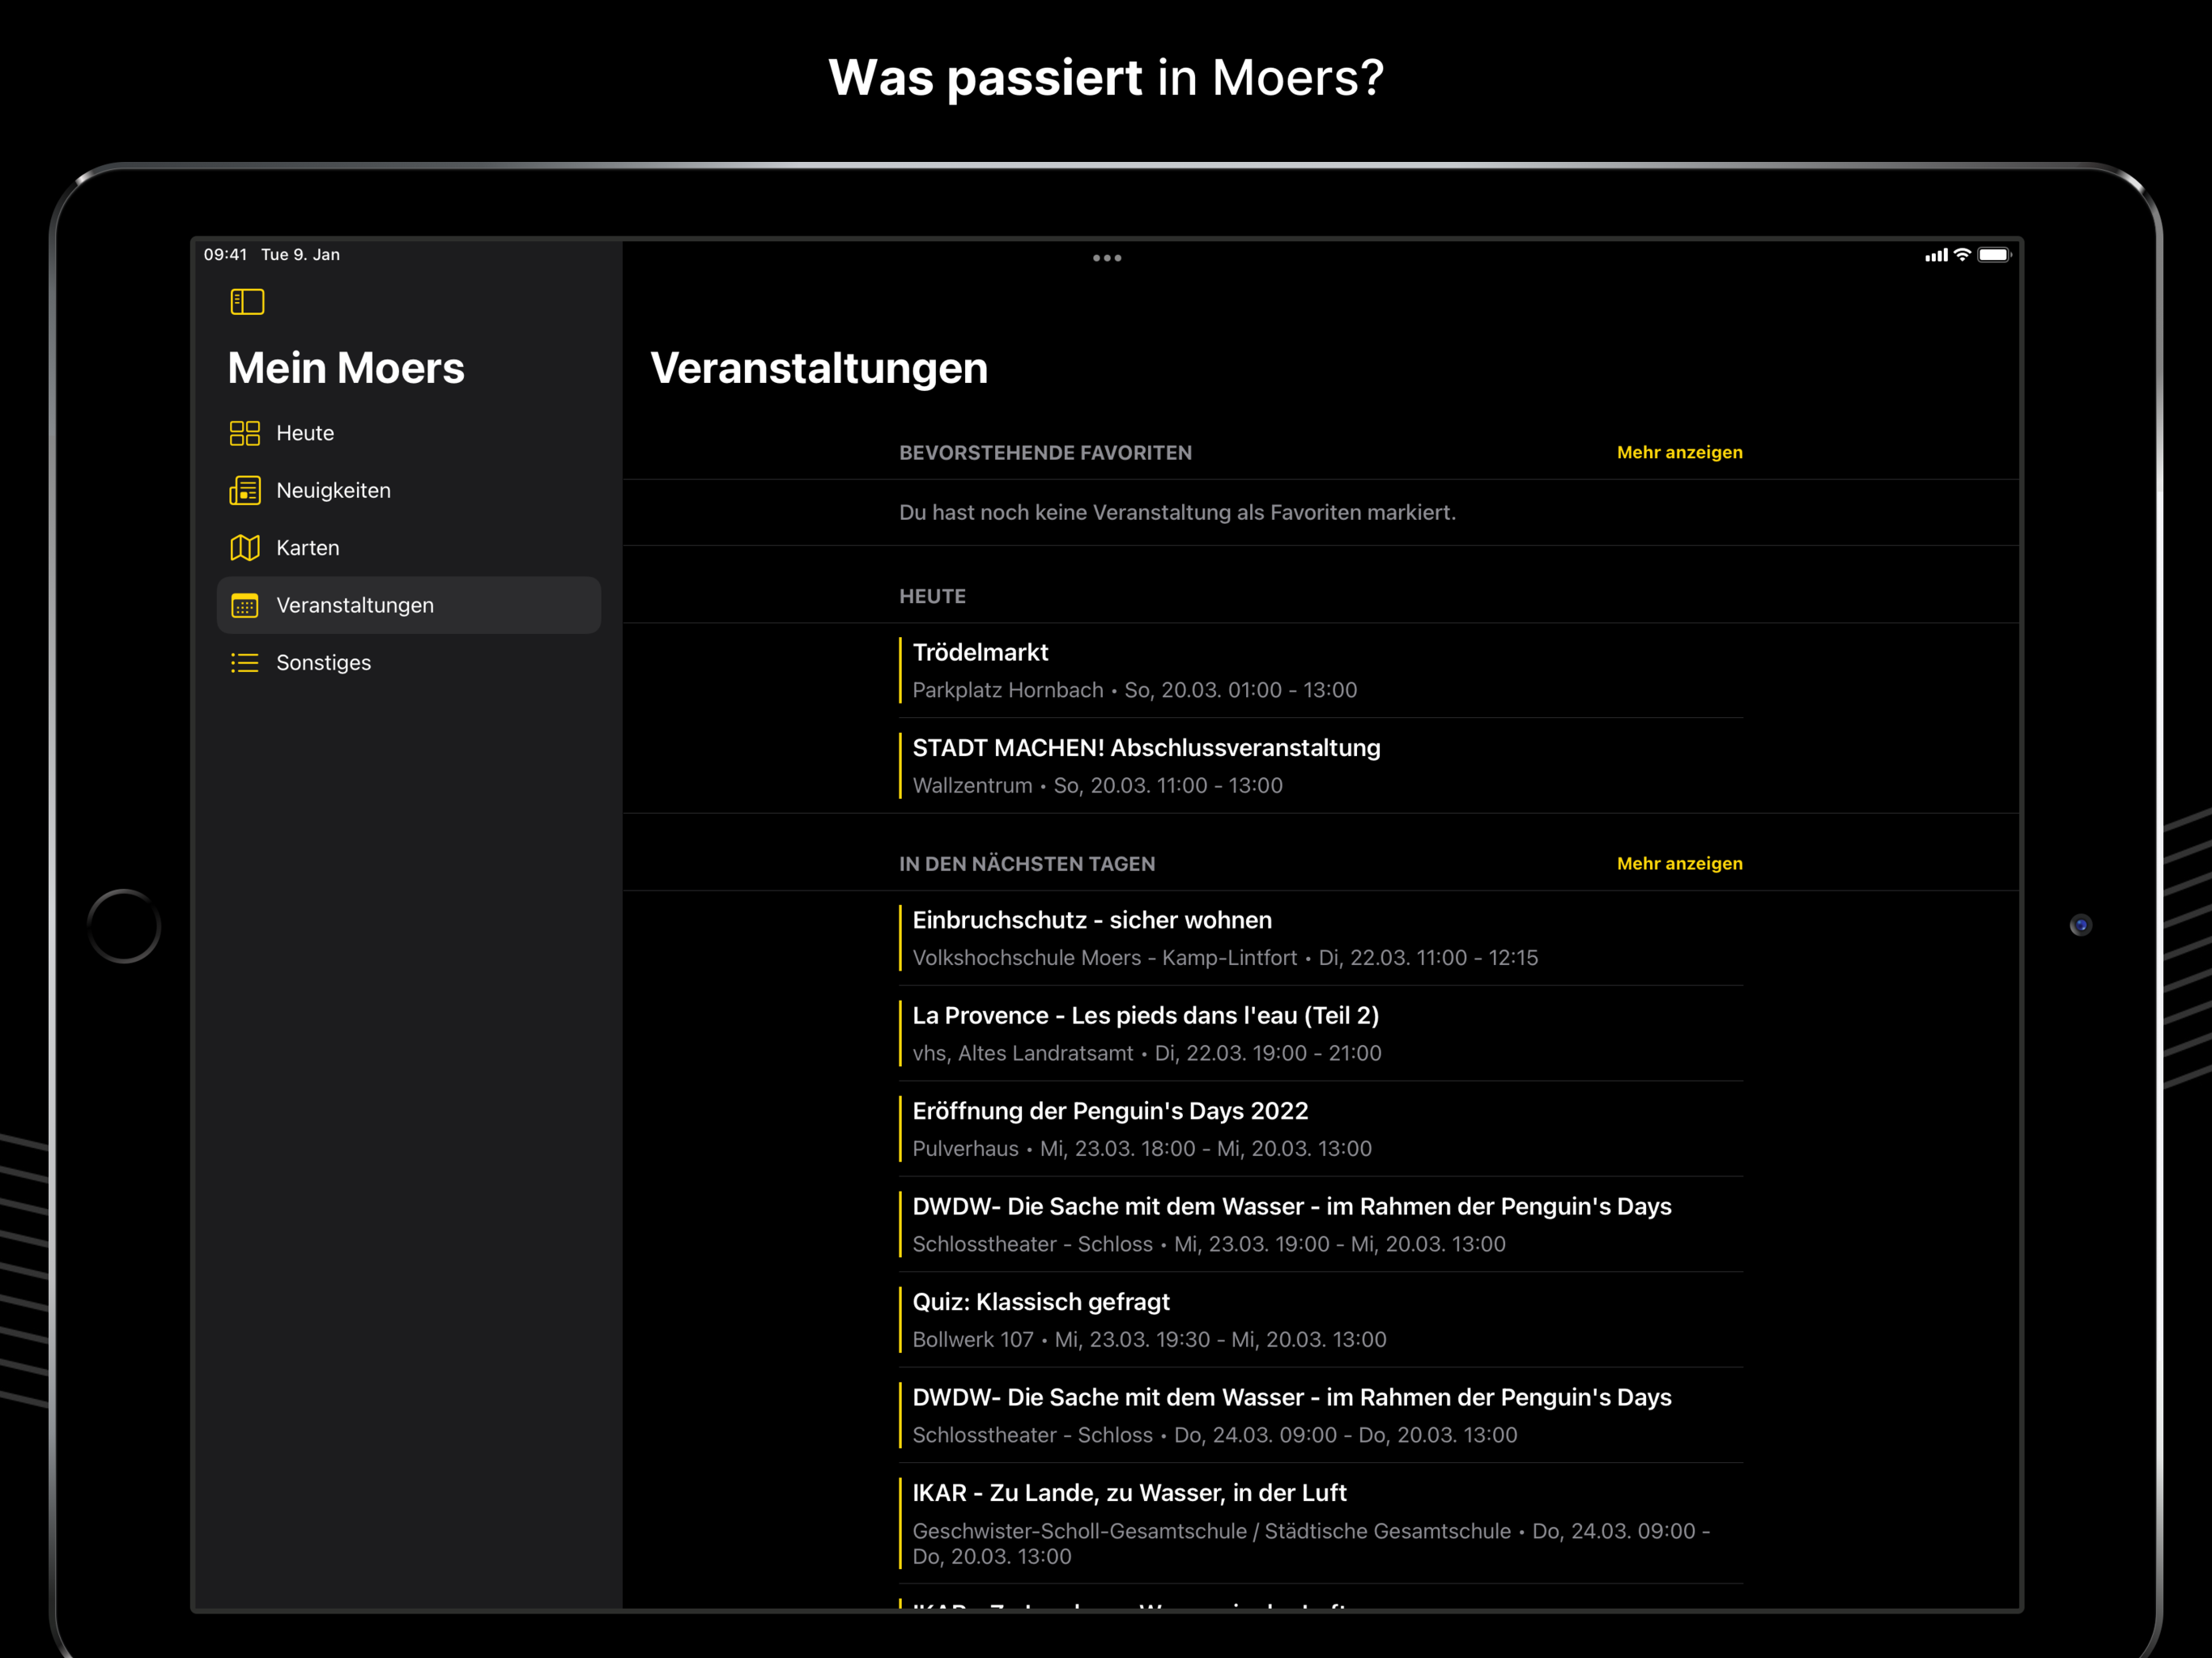 Was passiert in Moers?
09:41 Tue 9. Jan
Mein Moers
Heute
Neuigkeiten
Karten
Veranstaltungen
Sonstiges
Veranstaltungen
BEVORSTEHENDE FAVORITEN Mehr anzeigen
Du hast noch keine Veranstaltung als Favoriten markiert.
HEUTE
Trödelmarkt
Parkplatz Hornbach • So, 20.03. 01:00 - 13:00
STADT MACHEN! Abschlussveranstaltung
Wallzentrum • So, 20.03. 11:00 - 13:00
IN DEN NÄCHSTEN TAGEN Mehr anzeigen
Einbruchschutz - sicher wohnen
Volkshochschule Moers - Kamp-Lintfort • Di, 22.03. 11:00 - 12:15
La Provence - Les pieds dans l'eau (Teil 2)
vhs, Altes Landratsamt • Di, 22.03. 19:00 - 21:00
Eröffnung der Penguin's Days 2022
Pulverhaus • Mi, 23.03. 18:00 - Mi, 20.03. 13:00
DWDW- Die Sache mit dem Wasser - im Rahmen der Penguin's Days
Schlosstheater - Schloss • Mi, 23.03. 19:00 - Mi, 20.03. 13:00
Quiz: Klassisch gefragt
Bollwerk 107 • Mi, 23.03. 19:30 - Mi, 20.03. 13:00
DWDW- Die Sache mit dem Wasser - im Rahmen der Penguin's Days
Schlosstheater - Schloss • Do, 24.03. 09:00 - Do, 20.03. 13:00
IKAR - Zu Lande, zu Wasser, in der Luft
Geschwister-Scholl-Gesamtschule / Städtische Gesamtschule • Do, 24.03. 09:00 -
Do, 20.03. 13:00